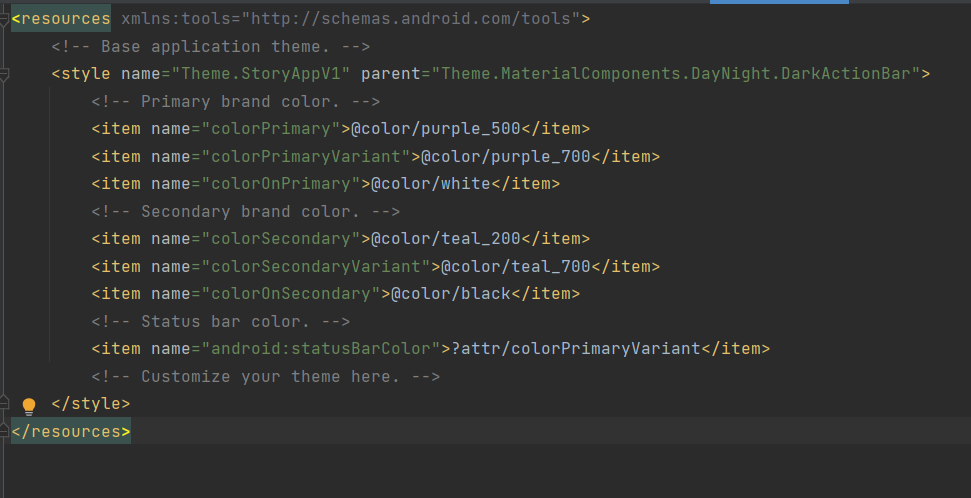 <resources xmlns:tools="http://schemas.android.com/tools">
    <!-- Base application theme. -->
    <style name="Theme.StoryAppV1" parent="Theme.MaterialComponents.DayNight.DarkActionBar">
        <!-- Primary brand color. -->
        <item name="colorPrimary">@color/purple_500</item>
        <item name="colorPrimaryVariant">@color/purple_700</item>
        <item name="colorOnPrimary">@color/white</item>
        <!-- Secondary brand color. -->
        <item name="colorSecondary">@color/teal_200</item>
        <item name="colorSecondaryVariant">@color/teal_700</item>
        <item name="colorOnSecondary">@color/black</item>
        <!-- Status bar color. -->
        <item name="android:statusBarColor">?attr/colorPrimaryVariant</item>
        <!-- Customize your theme here. -->
    </style>
</resources>